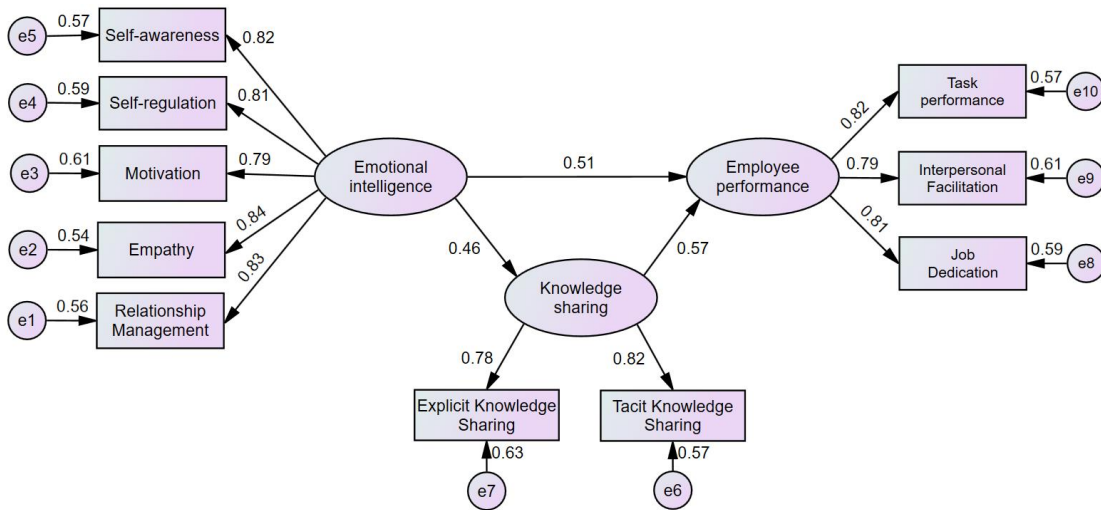 e5
0.57
Self-awareness
0.82
e4
0.59
Self-regulation
0.81
e3
0.61
Motivation
0.79
e2
0.54
Empathy
0.84
e1
0.56
Relationship
Management
0.83
Emotional
intelligence
0.51
0.46
Knowledge
sharing
0.57
Employee
performance
0.82
Task
performance
0.57
e10
0.79
Interpersonal
Facilitation
0.61
e9
0.81
Job
Dedication
0.59
e8
0.78
Explicit Knowledge
Sharing
0.63
e7
0.82
Tacit Knowledge
Sharing
0.57
e6